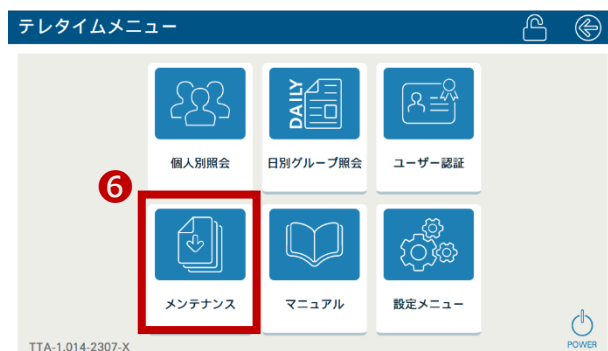 テレタイムメニュー
DAILY
個人別照会
日別グループ照会
ユーザー認証
6
メンテナンス
マニュアル
設定メニュー
POWER
TTA-1.014-2307-X